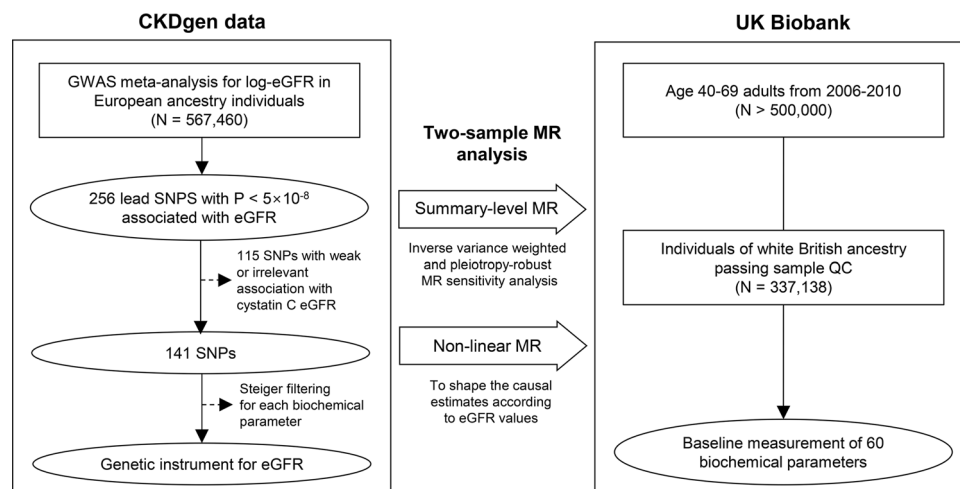 CKDgen data
GWAS meta-analysis for log-eGFR in
European ancestry individuals
(N = 567,460)
256 lead SNPS with P < 5×10⁻⁸
associated with eGFR
115 SNPs with weak
or irrelevant
association with
cystatin C eGFR
141 SNPs
Steiger filtering
for each biochemical
parameter
Genetic instrument for eGFR
Two-sample MR
analysis
Summary-level MR
Inverse variance weighted
and pleiotropy-robust
MR sensitivity analysis
Non-linear MR
To shape the causal
estimates according
to eGFR values
UK Biobank
Age 40-69 adults from 2006-2010
(N > 500,000)
Individuals of white British ancestry
passing sample QC
(N = 337,138)
Baseline measurement of 60
biochemical parameters